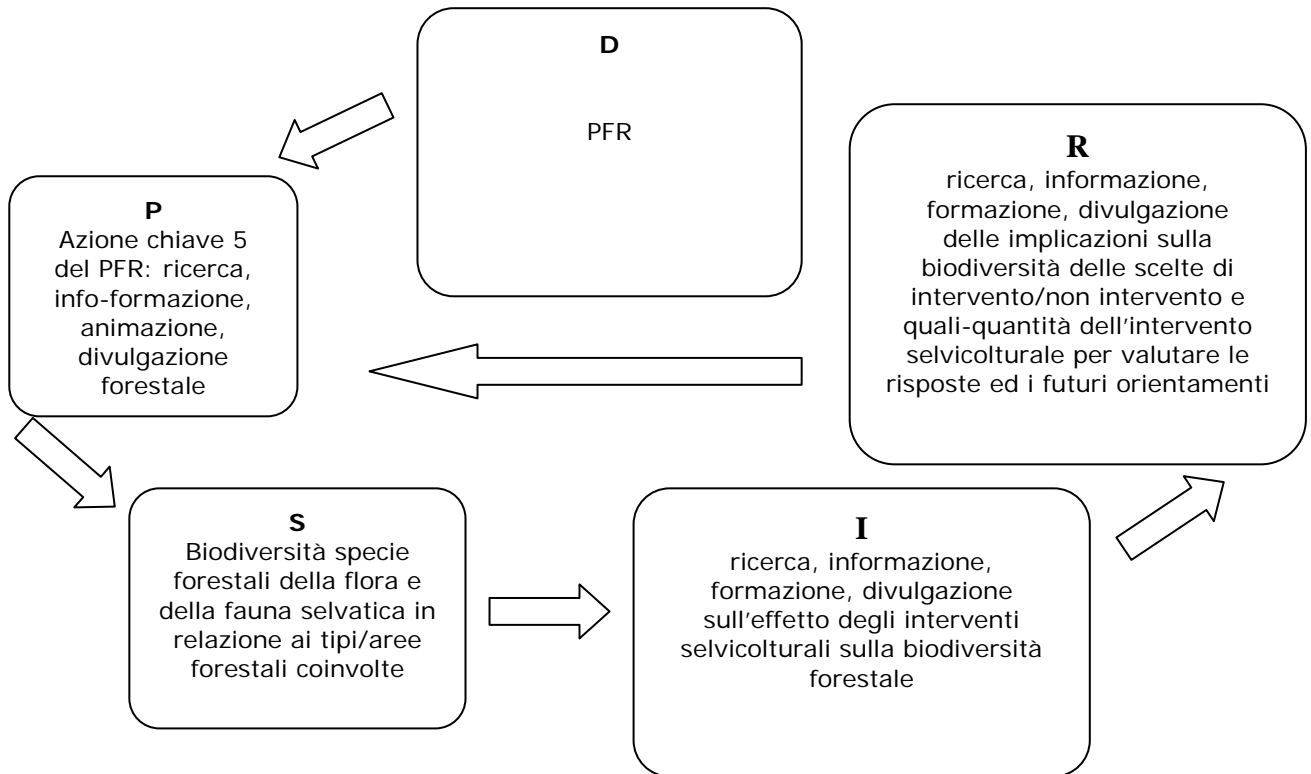 D
PFR
P
Azione chiave 5
del PFR: ricerca,
info-formazione,
animazione,
divulgazione
forestale
S
Biodiversità specie
forestali della flora e
della fauna selvatica in
relazione ai tipi/aree
forestali coinvolte
I
ricerca, informazione,
formazione, divulgazione
sull'effetto degli interventi
selvicolturali sulla biodiversità
forestale
R
ricerca, informazione,
formazione, divulgazione
delle implicazioni sulla
biodiversità delle scelte di
intervento/non intervento e
quali-quantità dell'intervento
selvicolturale per valutare le
risposte ed i futuri orientamenti